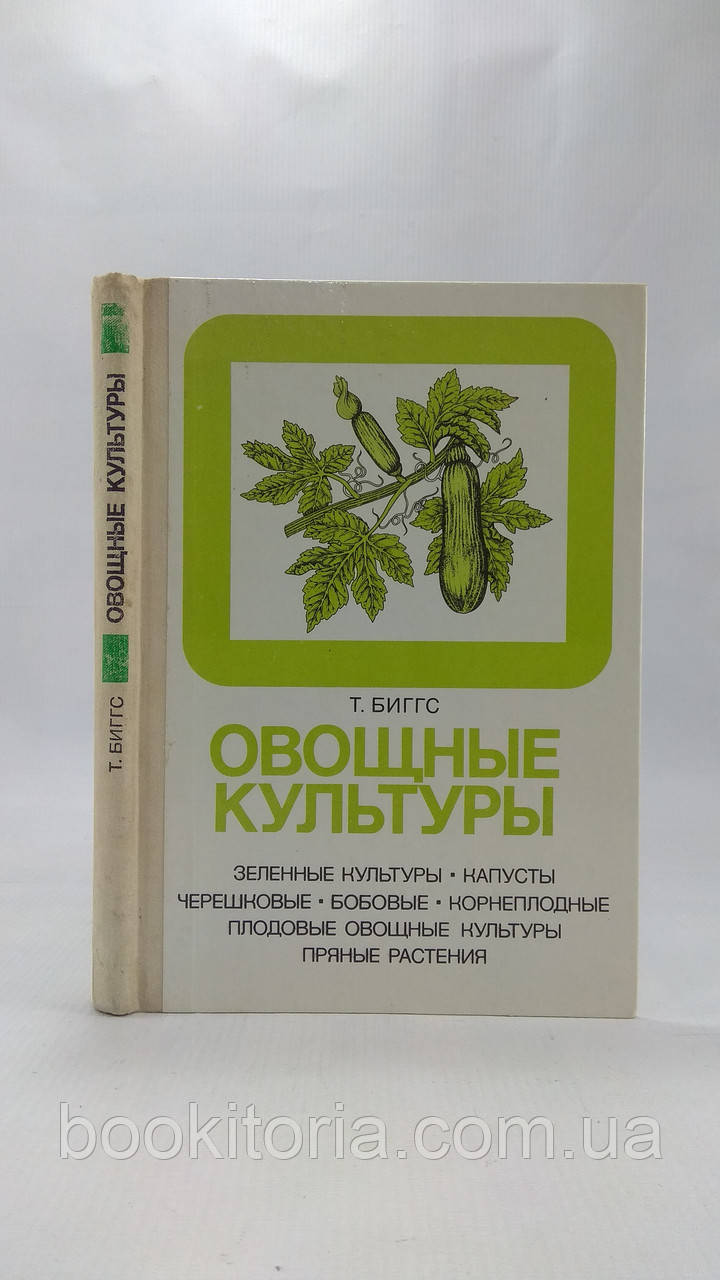 ОВОЩНЫЕ КУЛЬТУРЫ
Т. БИГГС
Т. БИГГС
ОВОЩНЫЕ
КУЛЬТУРЫ
ЗЕЛЕННЫЕ КУЛЬТУРЫ ▪ КАПУСТЫ
ЧЕРЕШКОВЫЕ ▪ БОБОВЫЕ ▪ КОРНЕПЛОДНЫЕ
ПЛОДОВЫЕ ОВОЩНЫЕ КУЛЬТУРЫ
ПРЯНЫЕ РАСТЕНИЯ
bookitoria.com.ua